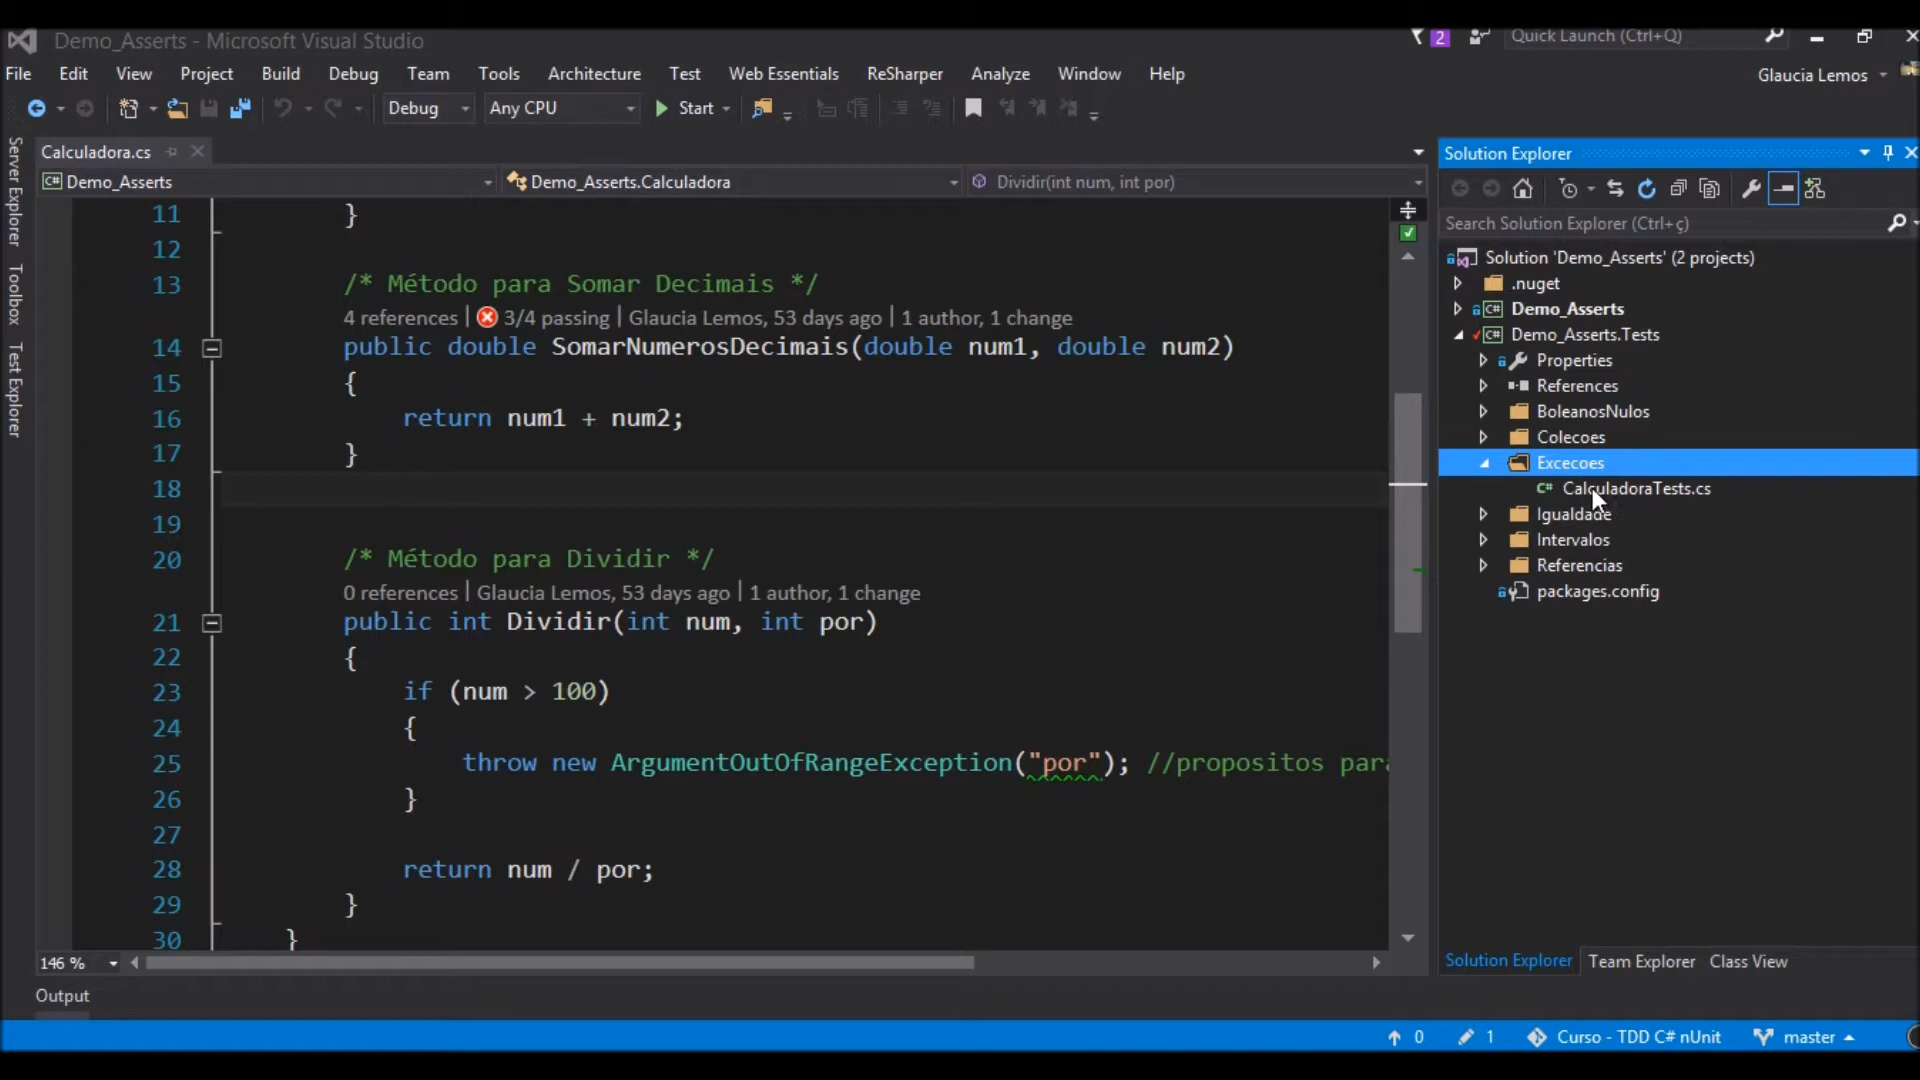 Demo_Asserts - Microsoft Visual Studio
2
Quick Launch (Ctrl+Q)
File Edit View Project Build Debug Team Tools Architecture Test Web Essentials ReSharper Analyze Window Help
Glaucia Lemos
Debug Any CPU Start
Server Explorer
Toolbox
Test Explorer
Calculadora.cs
Demo_Asserts Demo_Asserts.Calculadora Dividir(int num, int por)
11 }
12
13 /* Método para Somar Decimais */
4 references | 3/4 passing | Glaucia Lemos, 53 days ago | 1 author, 1 change
14 public double SomarNumerosDecimais(double num1, double num2)
15 {
16 return num1 + num2;
17 }
18
19
20 /* Método para Dividir */
0 references | Glaucia Lemos, 53 days ago | 1 author, 1 change
21 public int Dividir(int num, int por)
22 {
23 if (num > 100)
24 {
25 throw new ArgumentOutOfRangeException("por"); //propositos para
26 }
27
28 return num / por;
29 }
30 }
146 %
Output
Solution Explorer
Search Solution Explorer (Ctrl+ç)
Solution 'Demo_Asserts' (2 projects)
.nuget
Demo_Asserts
Demo_Asserts.Tests
Properties
References
BoleanosNulos
Colecoes
Excecoes
CalculadoraTests.cs
Igualdade
Intervalos
Referencias
packages.config
Solution Explorer Team Explorer Class View
0 1 Curso - TDD C# nUnit master